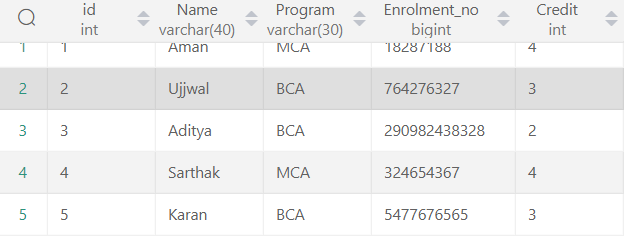 id Name Program Enrolment_no Credit
int varchar(40) varchar(30) bigint int
1 1 Aman MCA 18287188 4
2 2 Ujjwal BCA 764276327 3
3 3 Aditya BCA 290982438328 2
4 4 Sarthak MCA 324654367 4
5 5 Karan BCA 5477676565 3